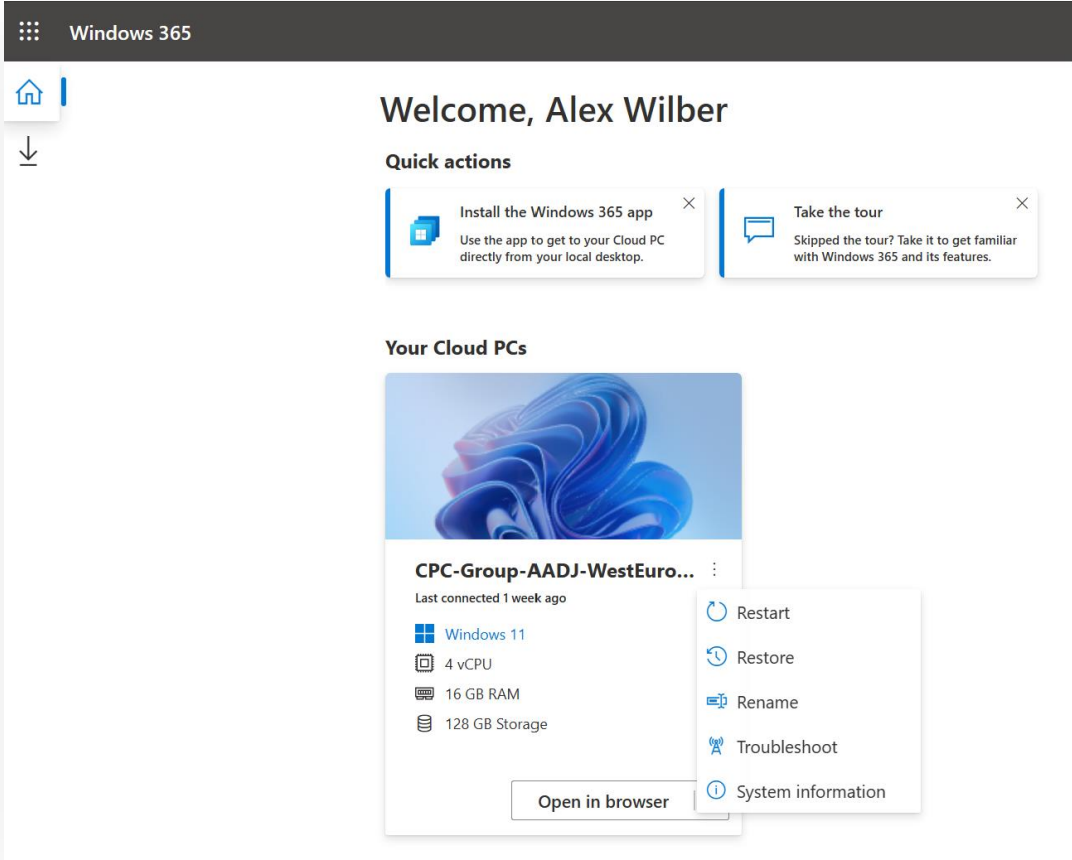 Windows 365
Welcome, Alex Wilber
Quick actions
Install the Windows 365 app
Use the app to get to your Cloud PC
directly from your local desktop.
Take the tour
Skipped the tour? Take it to get familiar
with Windows 365 and its features.
Your Cloud PCs
CPC-Group-AADJ-WestEuro...
Last connected 1 week ago
Windows 11
4 vCPU
16 GB RAM
128 GB Storage
Open in browser
Restart
Restore
Rename
Troubleshoot
System information